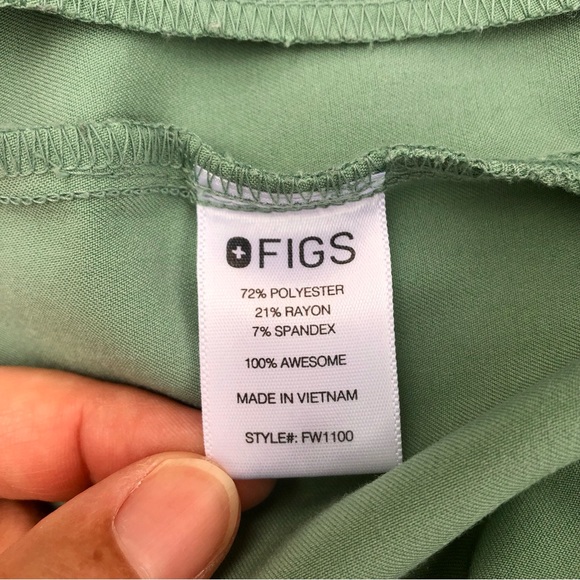 FIGS
72% POLYESTER
21% RAYON
7% SPANDEX
100% AWESOME
MADE IN VIETNAM
STYLE#: FW1100